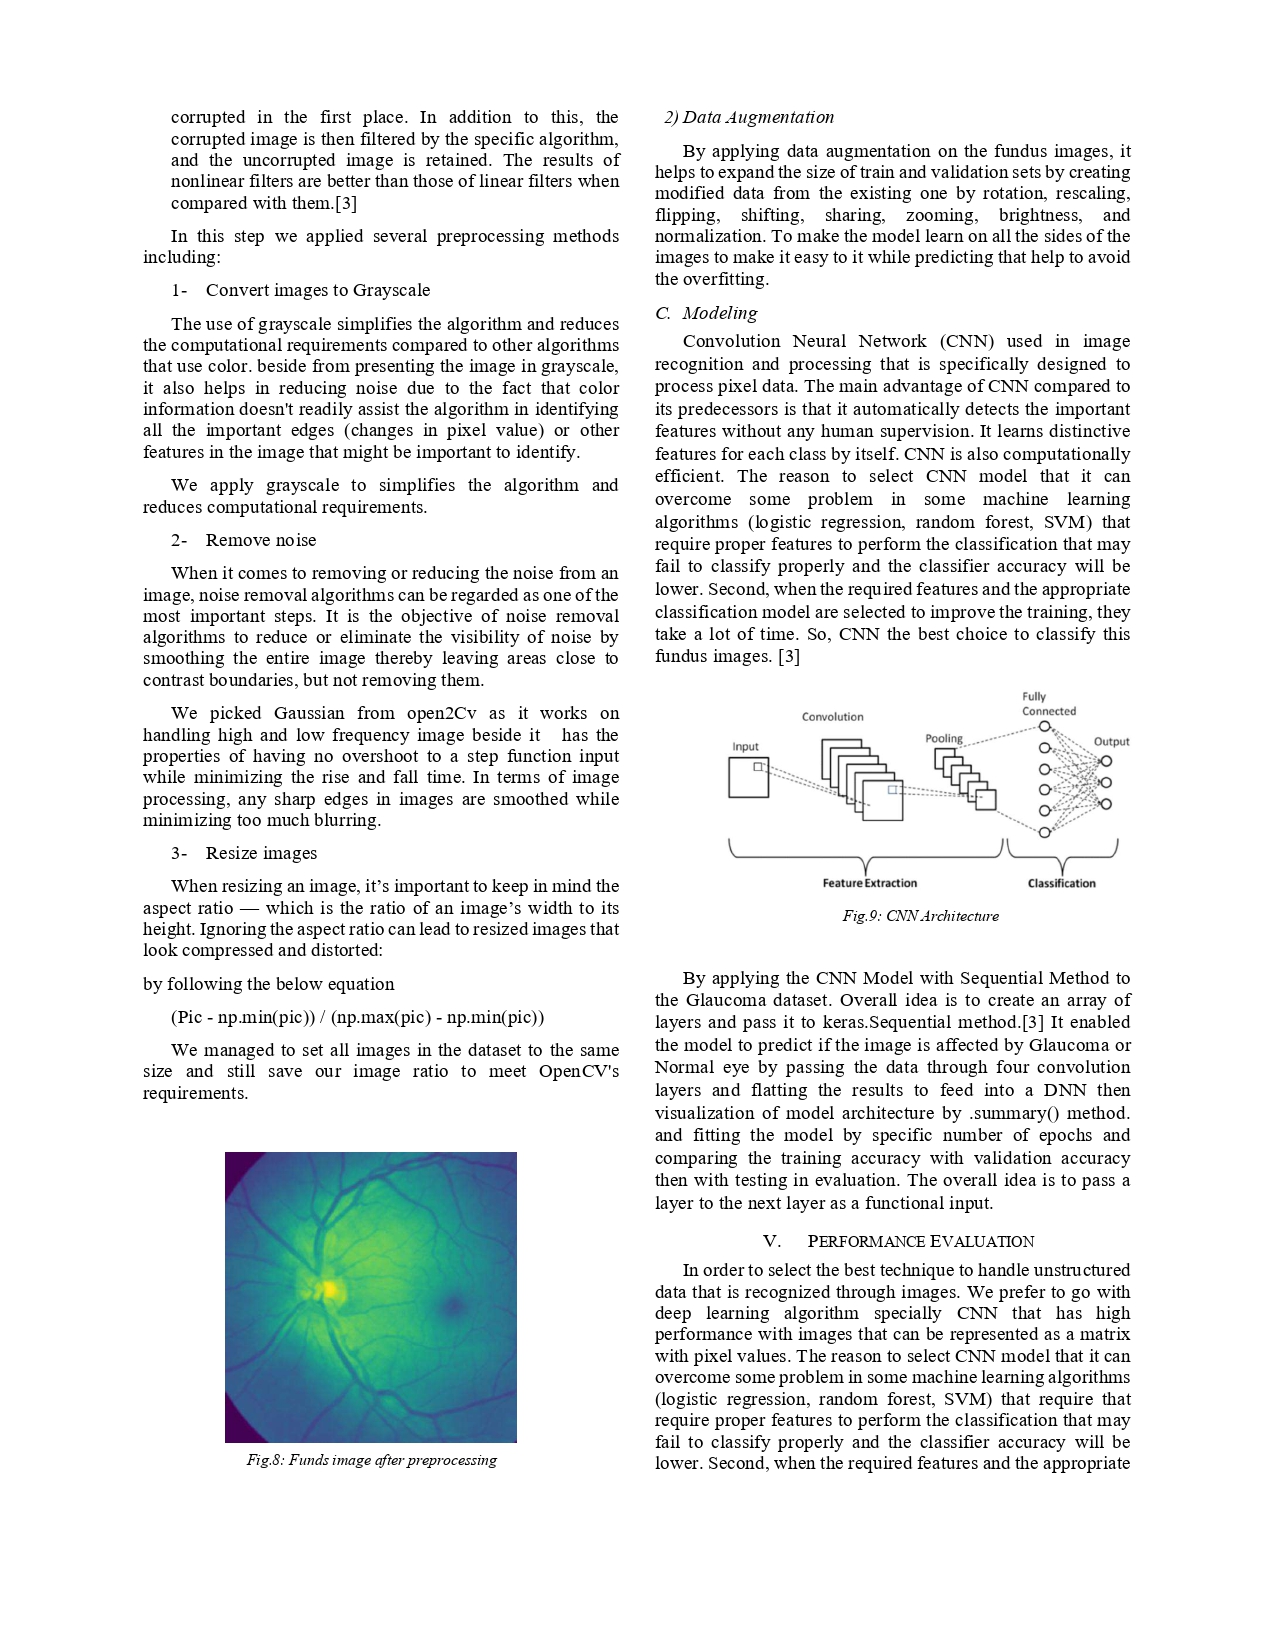 corrupted in the first place. In addition to this, the
corrupted image is then filtered by the specific algorithm,
and the uncorrupted image is retained. The results of
nonlinear filters are better than those of linear filters when
compared with them.[3]
In this step we applied several preprocessing methods
including:
1- Convert images to Grayscale
The use of grayscale simplifies the algorithm and reduces
the computational requirements compared to other algorithms
that use color. beside from presenting the image in grayscale,
it also helps in reducing noise due to the fact that color
information doesn't readily assist the algorithm in identifying
all the important edges (changes in pixel value) or other
features in the image that might be important to identify.
We apply grayscale to simplifies the algorithm and
reduces computational requirements.
2- Remove noise
When it comes to removing or reducing the noise from an
image, noise removal algorithms can be regarded as one of the
most important steps. It is the objective of noise removal
algorithms to reduce or eliminate the visibility of noise by
smoothing the entire image thereby leaving areas close to
contrast boundaries, but not removing them.
We picked Gaussian from open2Cv as it works on
handling high and low frequency image beside it has the
properties of having no overshoot to a step function input
while minimizing the rise and fall time. In terms of image
processing, any sharp edges in images are smoothed while
minimizing too much blurring.
3- Resize images
When resizing an image, it’s important to keep in mind the
aspect ratio — which is the ratio of an image’s width to its
height. Ignoring the aspect ratio can lead to resized images that
look compressed and distorted:
by following the below equation
(Pic - np.min(pic)) / (np.max(pic) - np.min(pic))
We managed to set all images in the dataset to the same
size and still save our image ratio to meet OpenCV's
requirements.
Fig.8: Funds image after preprocessing
2) Data Augmentation
By applying data augmentation on the fundus images, it
helps to expand the size of train and validation sets by creating
modified data from the existing one by rotation, rescaling,
flipping, shifting, sharing, zooming, brightness, and
normalization. To make the model learn on all the sides of the
images to make it easy to it while predicting that help to avoid
the overfitting.
C. Modeling
Convolution Neural Network (CNN) used in image
recognition and processing that is specifically designed to
process pixel data. The main advantage of CNN compared to
its predecessors is that it automatically detects the important
features without any human supervision. It learns distinctive
features for each class by itself. CNN is also computationally
efficient. The reason to select CNN model that it can
overcome some problem in some machine learning
algorithms (logistic regression, random forest, SVM) that
require proper features to perform the classification that may
fail to classify properly and the classifier accuracy will be
lower. Second, when the required features and the appropriate
classification model are selected to improve the training, they
take a lot of time. So, CNN the best choice to classify this
fundus images. [3]
Input
Convolution
Pooling
Fully
Connected
Output
Feature Extraction
Classification
Fig.9: CNN Architecture
By applying the CNN Model with Sequential Method to
the Glaucoma dataset. Overall idea is to create an array of
layers and pass it to keras.Sequential method.[3] It enabled
the model to predict if the image is affected by Glaucoma or
Normal eye by passing the data through four convolution
layers and flatting the results to feed into a DNN then
visualization of model architecture by .summary() method.
and fitting the model by specific number of epochs and
comparing the training accuracy with validation accuracy
then with testing in evaluation. The overall idea is to pass a
layer to the next layer as a functional input.
V. PERFORMANCE EVALUATION
In order to select the best technique to handle unstructured
data that is recognized through images. We prefer to go with
deep learning algorithm specially CNN that has high
performance with images that can be represented as a matrix
with pixel values. The reason to select CNN model that it can
overcome some problem in some machine learning algorithms
(logistic regression, random forest, SVM) that require that
require proper features to perform the classification that may
fail to classify properly and the classifier accuracy will be
lower. Second, when the required features and the appropriate